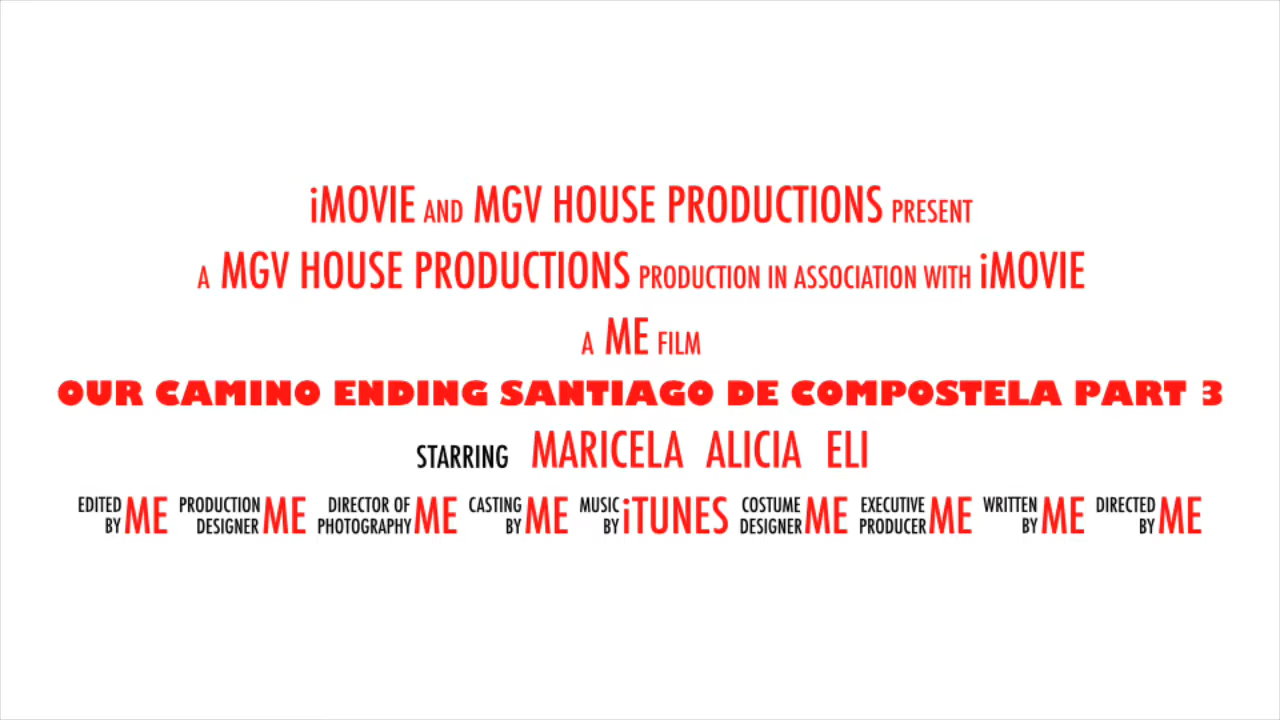 iMOVIE AND MGV HOUSE PRODUCTIONS PRESENT
A MGV HOUSE PRODUCTIONS PRODUCTION IN ASSOCIATION WITH iMOVIE
A ME FILM
OUR CAMINO ENDING SANTIAGO DE COMPOSTELA PART 3
STARRING MARICELA ALICIA ELI
EDITED BY ME PRODUCTION DESIGNER ME DIRECTOR OF PHOTOGRAPHY ME CASTING BY ME MUSIC BY iTUNES COSTUME DESIGNER ME EXECUTIVE PRODUCER ME WRITTEN BY ME DIRECTED BY ME